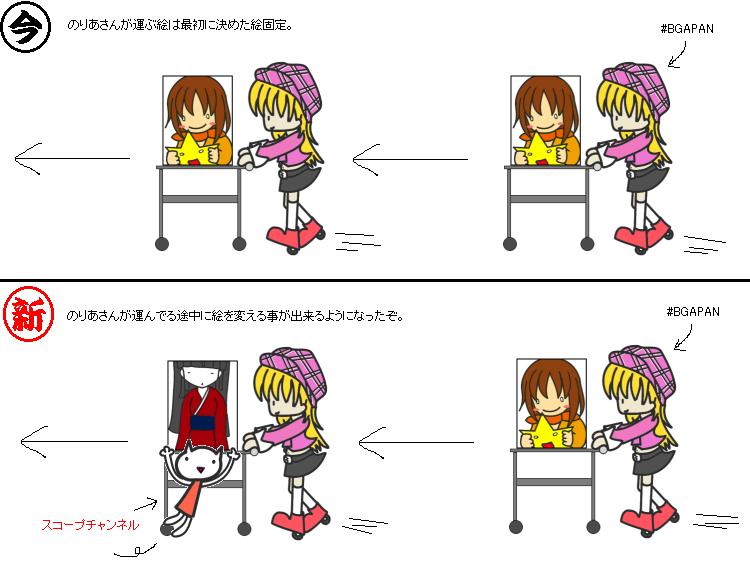 今
のりあさんが運ぶ絵は最初に決めた絵固定。
#BGAPAN
新
のりあさんが運んでる途中に絵を変える事が出来るようになったぞ。
#BGAPAN
スコープチャンネル